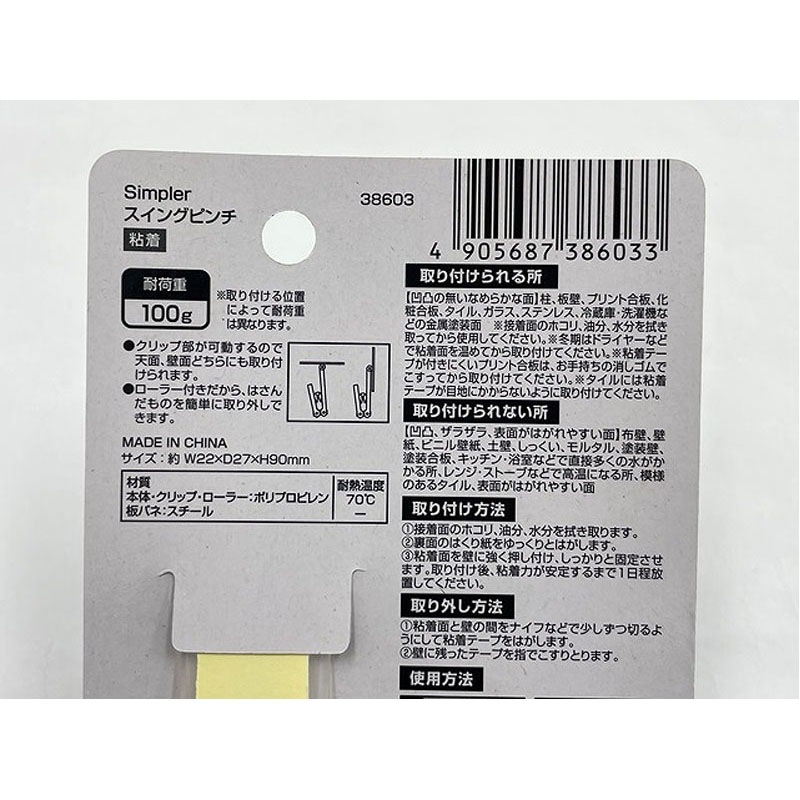 Simpler
スイングピンチ
粘着
38603
4 905687 386033
耐荷重
100g
※取り付ける位置
によって耐荷重
は異なります。
●クリップ部が可動するので
天面、壁面どちらにも取り付
けられます。
●ローラー付きだから、はさん
だものを簡単に取り外しで
きます。
MADE IN CHINA
サイズ：約 W22×D27×H90mm
材質
耐熱温度
本体・クリップ・ローラー：ポリプロピレン
70℃
板バネ：スチール
ー
取り付けられる所
【凹凸の無いなめらかな面】柱、板壁、プリント合板、化
粧合板、タイル、ガラス、ステンレス、冷蔵庫・洗濯機な
どの金属塗装面 ※接着面のホコリ、油分、水分を拭き
取ってから使用してください。※冬期はドライヤーなど
で粘着面を温めてから取り付けてください。※粘着テー
プが付きにくいプリント合板は、お手持ちの消しゴムで
こすってから取り付けてください。※タイルには粘着
テープが目地にかからないように取り付けてください。
取り付けられない所
【凹凸、ザラザラ、表面がはがれやすい面】布壁、壁
紙、ビニル壁紙、土壁、しっくい、モルタル、塗装壁、
塗装合板、キッチン・浴室などで直接多くの水がか
かる所、レンジ・ストーブなどで高温になる所、模様
のあるタイル、表面がはがれやすい面
取り付け方法
①接着面のホコリ、油分、水分を拭き取ります。
②裏面のはくり紙をゆっくりとはがします。
③粘着面を壁に強く押し付け、しっかりと固定させ
ます。取り付け後、粘着力が安定するまで1日程放
置してください。
取り外し方法
①粘着面と壁の間をナイフなどで少しずつ切るよ
うにして粘着テープをはがします。
②壁に残ったテープを指でこすりとります。
使用方法